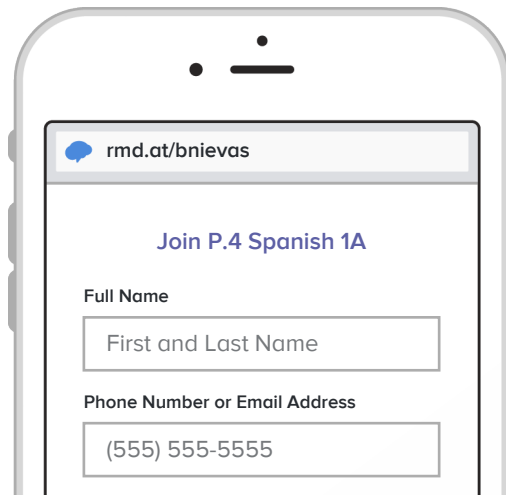 rmd.at/bnievas
Join P.4 Spanish 1A
Full Name
First and Last Name
Phone Number or Email Address
(555) 555-5555